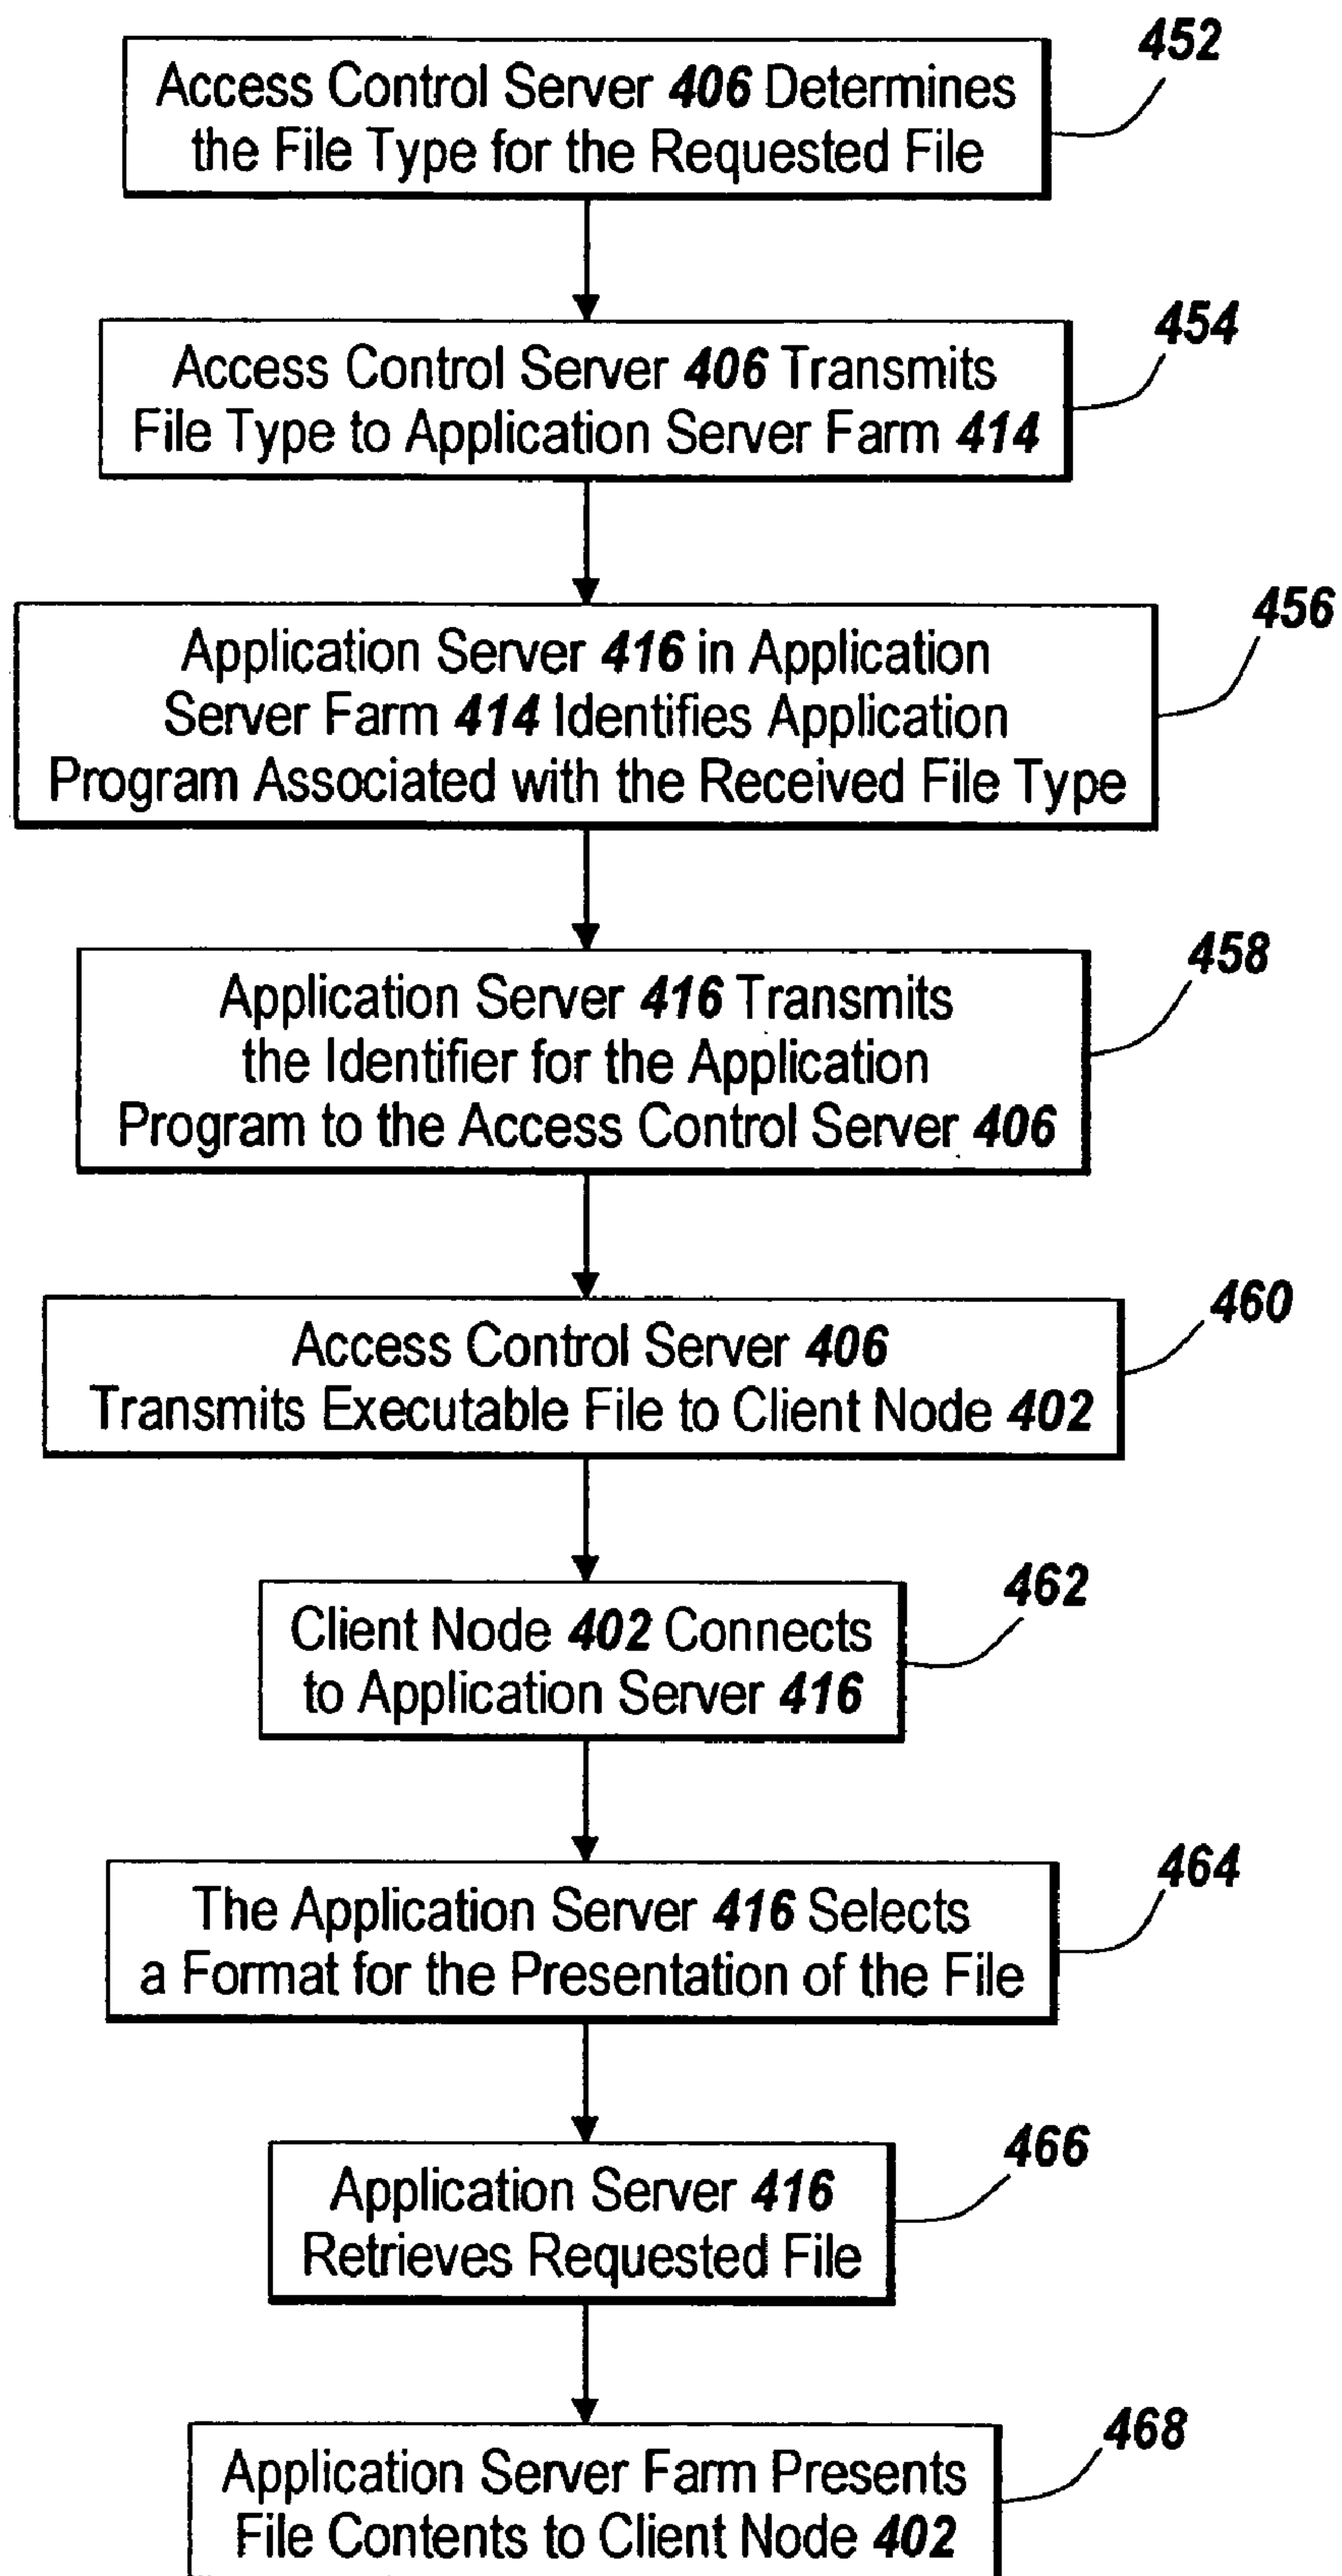 452
Access Control Server 406 Determines
the File Type for the Requested File
454
Access Control Server 406 Transmits
File Type to Application Server Farm 414
456
Application Server 416 in Application
Server Farm 414 Identifies Application
Program Associated with the Received File Type
458
Application Server 416 Transmits
the Identifier for the Application
Program to the Access Control Server 406
460
Access Control Server 406
Transmits Executable File to Client Node 402
462
Client Node 402 Connects
to Application Server 416
464
The Application Server 416 Selects
a Format for the Presentation of the File
466
Application Server 416
Retrieves Requested File
468
Application Server Farm Presents
File Contents to Client Node 402